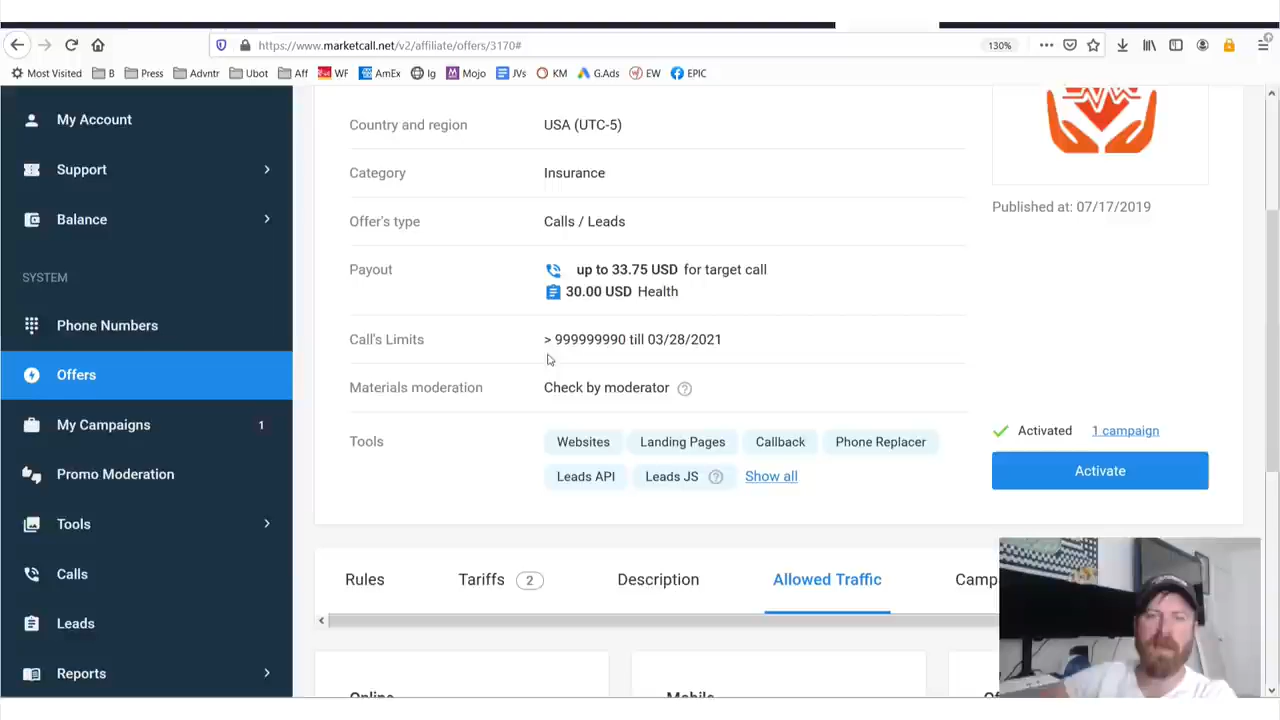 https://www.marketcall.net/v2/affiliate/offers/3170#
130%
Most Visited
B
Press
Advntr
Ubot
Aff
WF
AmEx
Ig
Mojo
JVs
KM
G.Ads
EW
EPIC
My Account
Support
Balance
SYSTEM
Phone Numbers
Offers
My Campaigns 1
Promo Moderation
Tools
Calls
Leads
Reports
Country and region USA (UTC-5)
Category Insurance
Offer's type Calls / Leads
Payout up to 33.75 USD for target call
30.00 USD Health
Call's Limits > 999999990 till 03/28/2021
Materials moderation Check by moderator
Tools Websites Landing Pages Callback Phone Replacer
Leads API Leads JS Show all
Published at: 07/17/2019
Activated 1 campaign
Activate
Rules Tariffs 2 Description Allowed Traffic Camp
Online Mobile